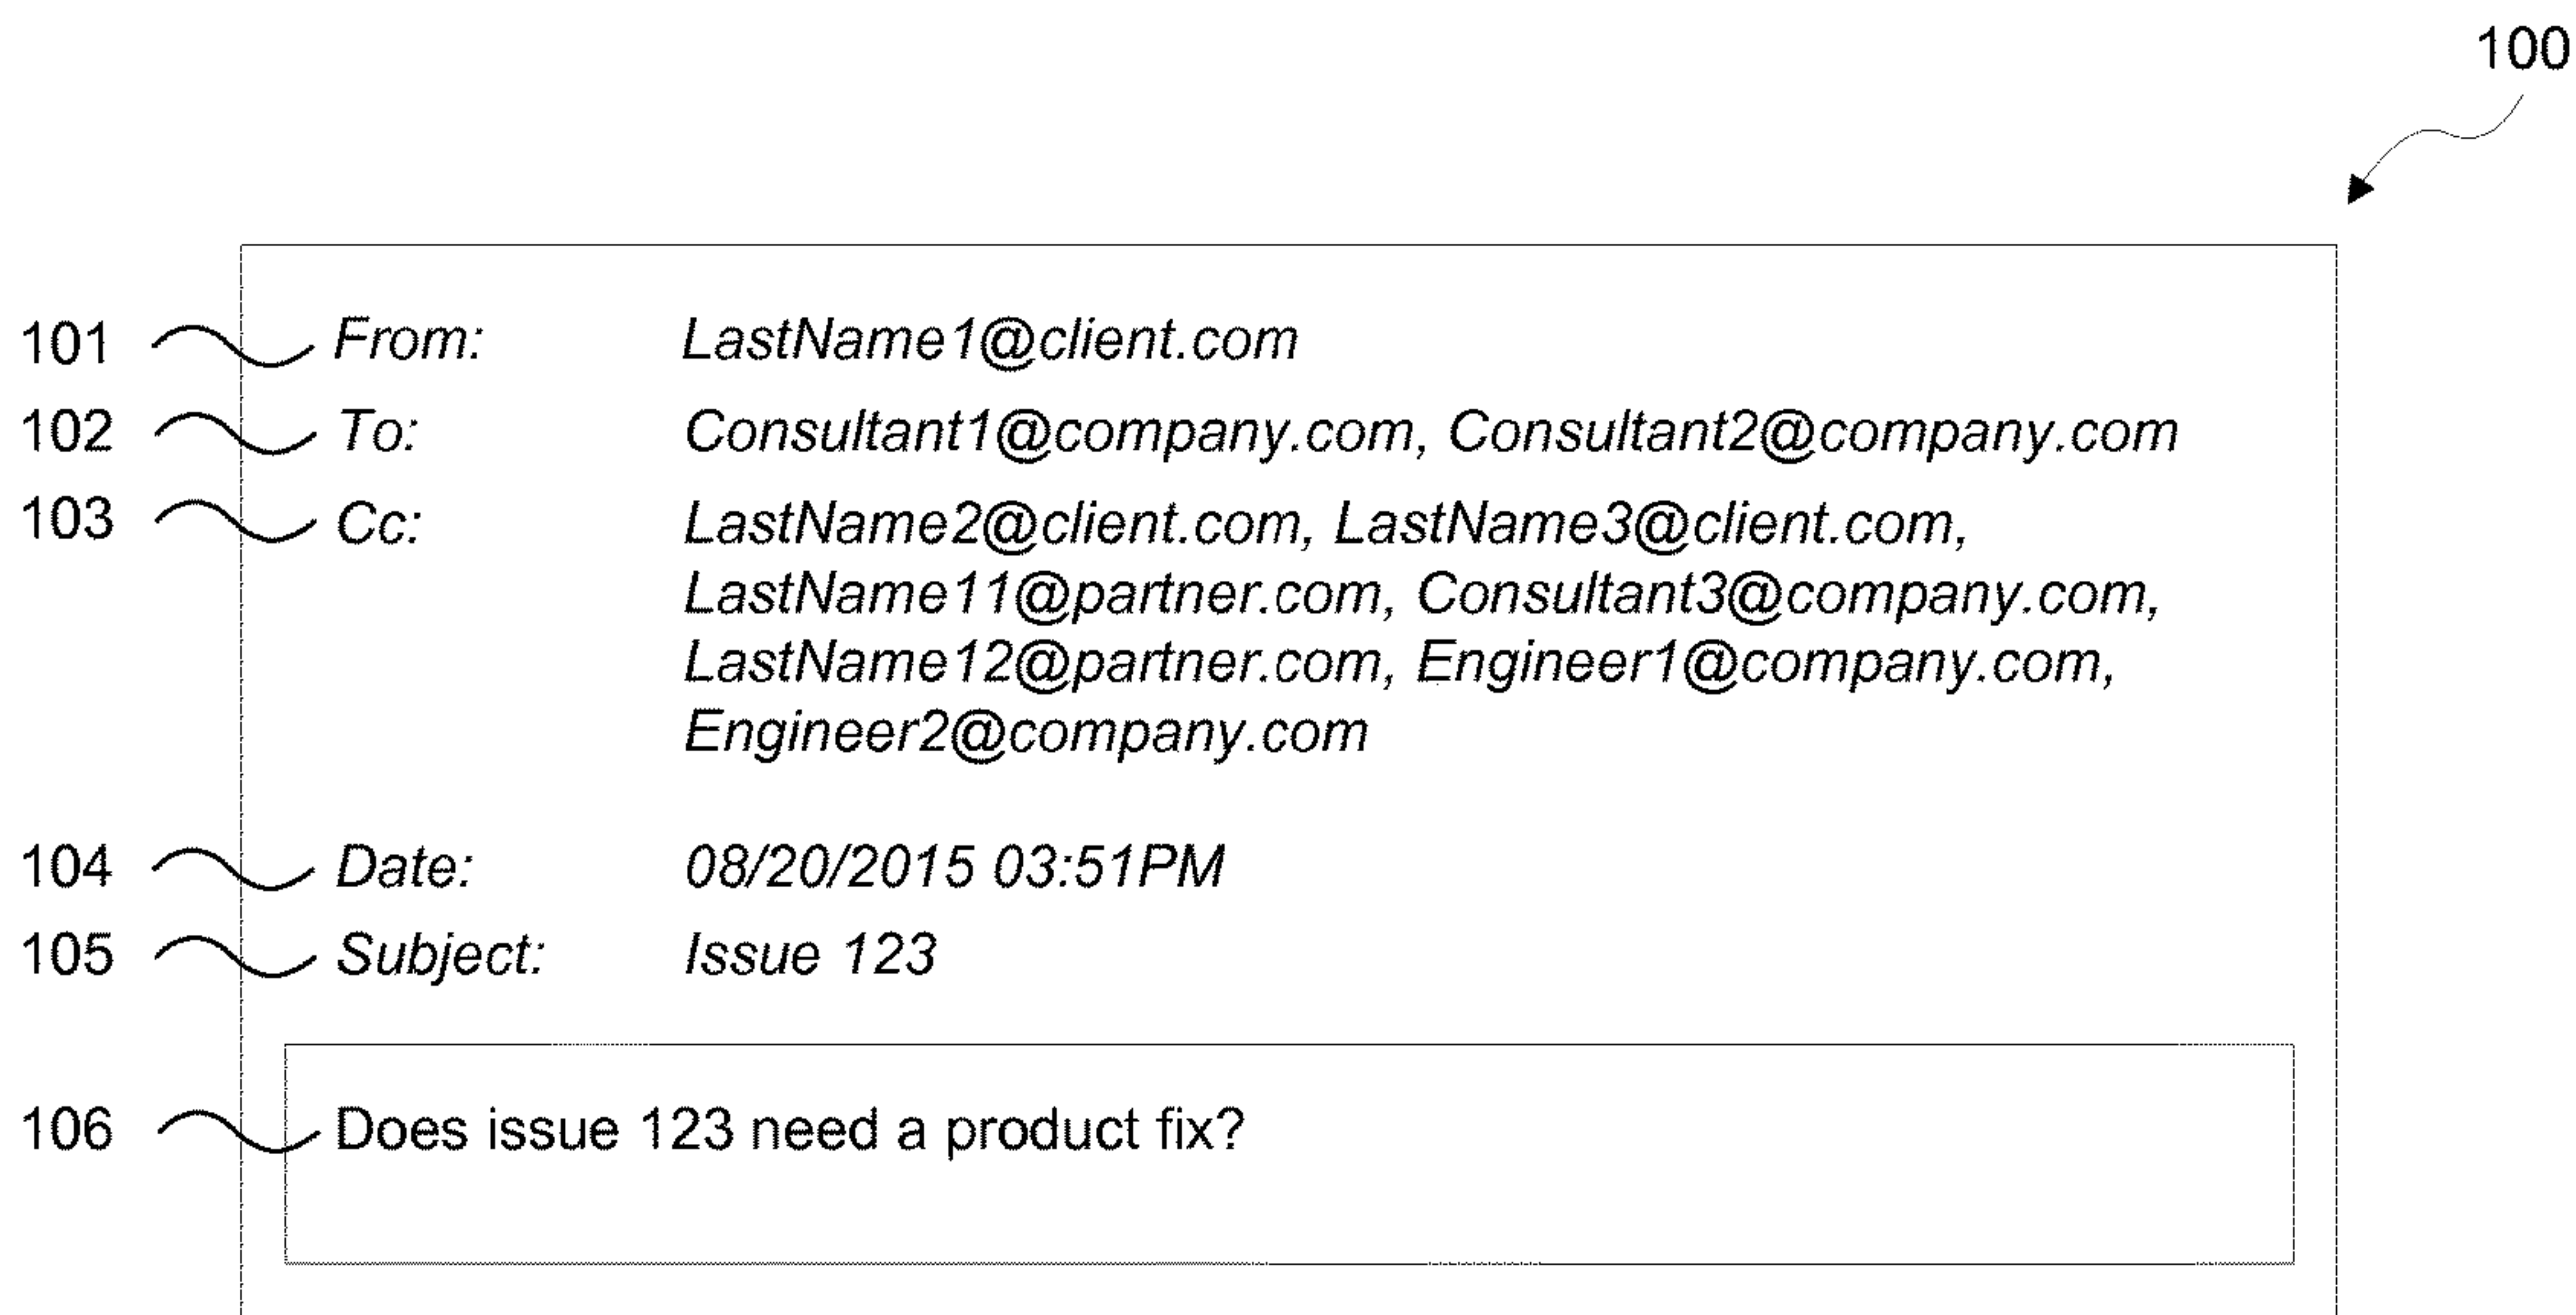 100
101 From: LastName1@client.com
102 To: Consultant1@company.com, Consultant2@company.com
103 Cc: LastName2@client.com, LastName3@client.com,
LastName11@partner.com, Consultant3@company.com,
LastName12@partner.com, Engineer1@company.com,
Engineer2@company.com
104 Date: 08/20/2015 03:51PM
105 Subject: Issue 123
106 Does issue 123 need a product fix?